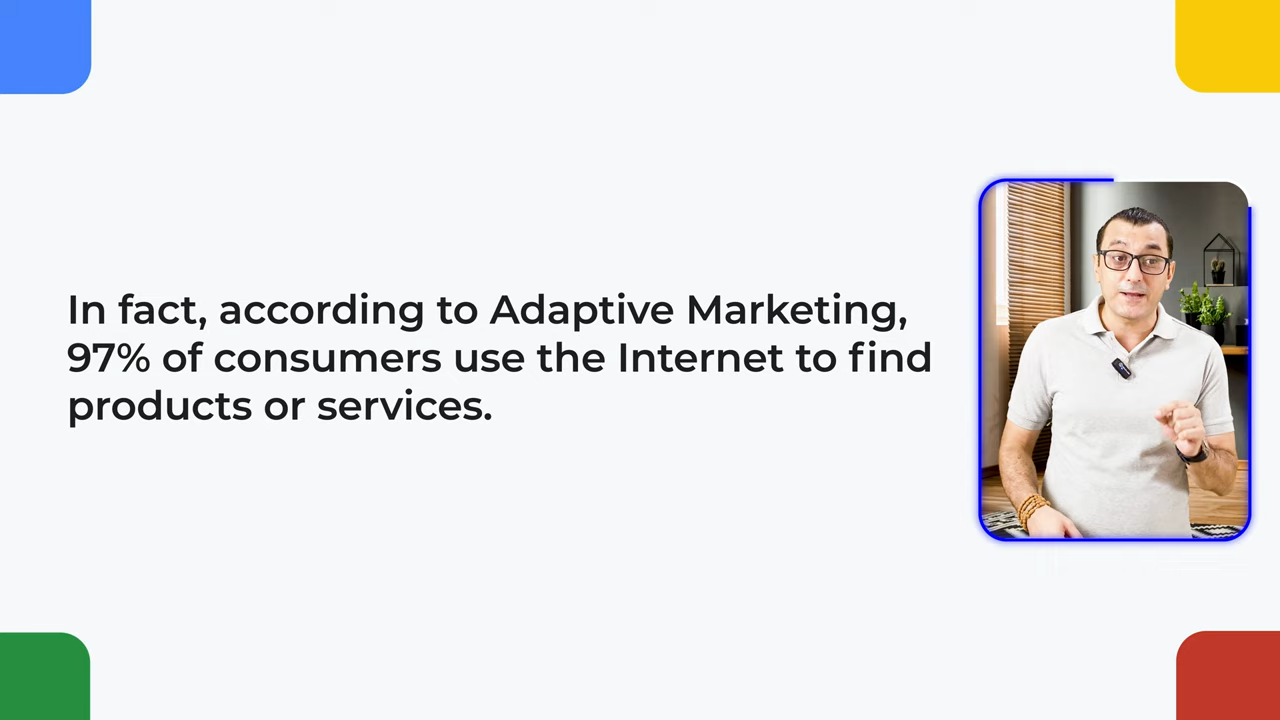 In fact, according to Adaptive Marketing,
97% of consumers use the Internet to find
products or services.